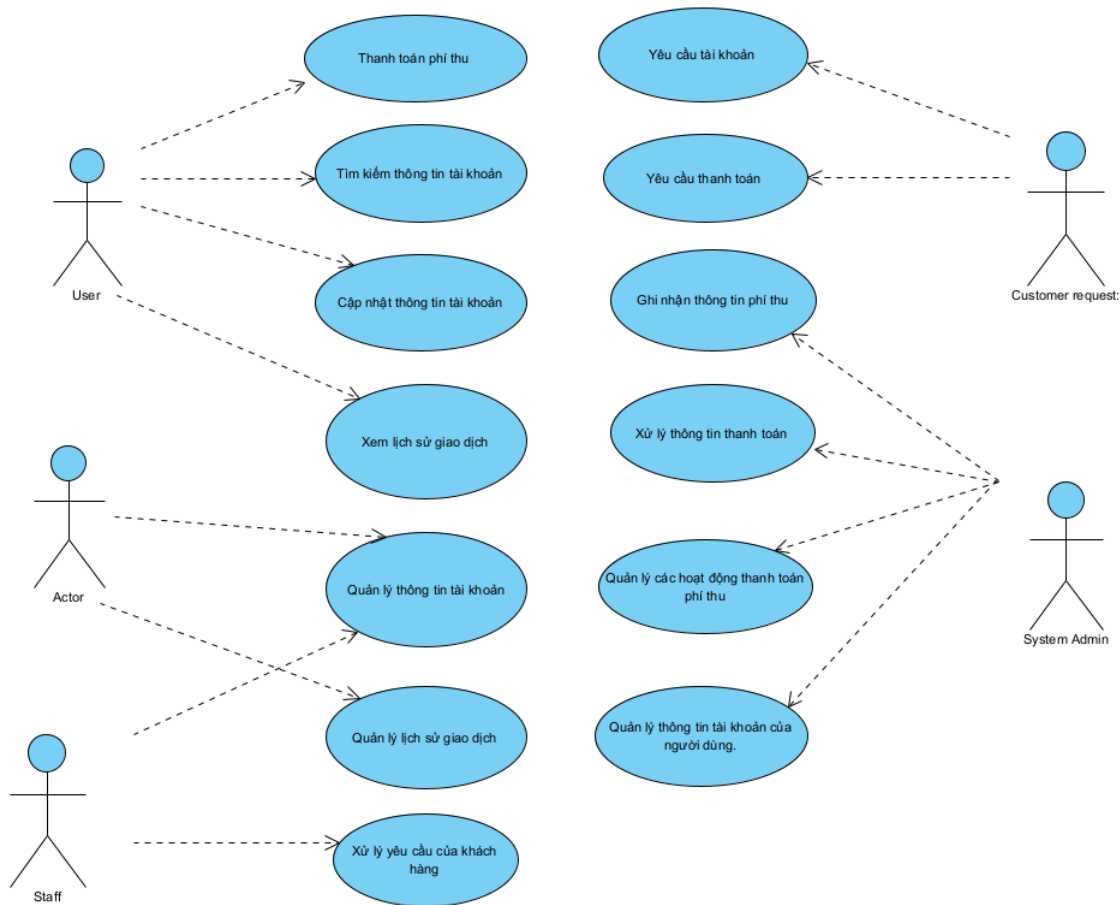 Thanh toán phí thu
Yêu cầu tài khoản
Tìm kiếm thông tin tài khoản
Yêu cầu thanh toán
User
Cập nhật thông tin tài khoản
Ghi nhận thông tin phí thu
Customer request:
Xem lịch sử giao dịch
Xử lý thông tin thanh toán
Actor
Quản lý thông tin tài khoản
Quản lý các hoạt động thanh toán
phí thu
System Admin
Quản lý lịch sử giao dịch
Quản lý thông tin tài khoản của
người dùng.
Staff
Xử lý yêu cầu của khách
hàng